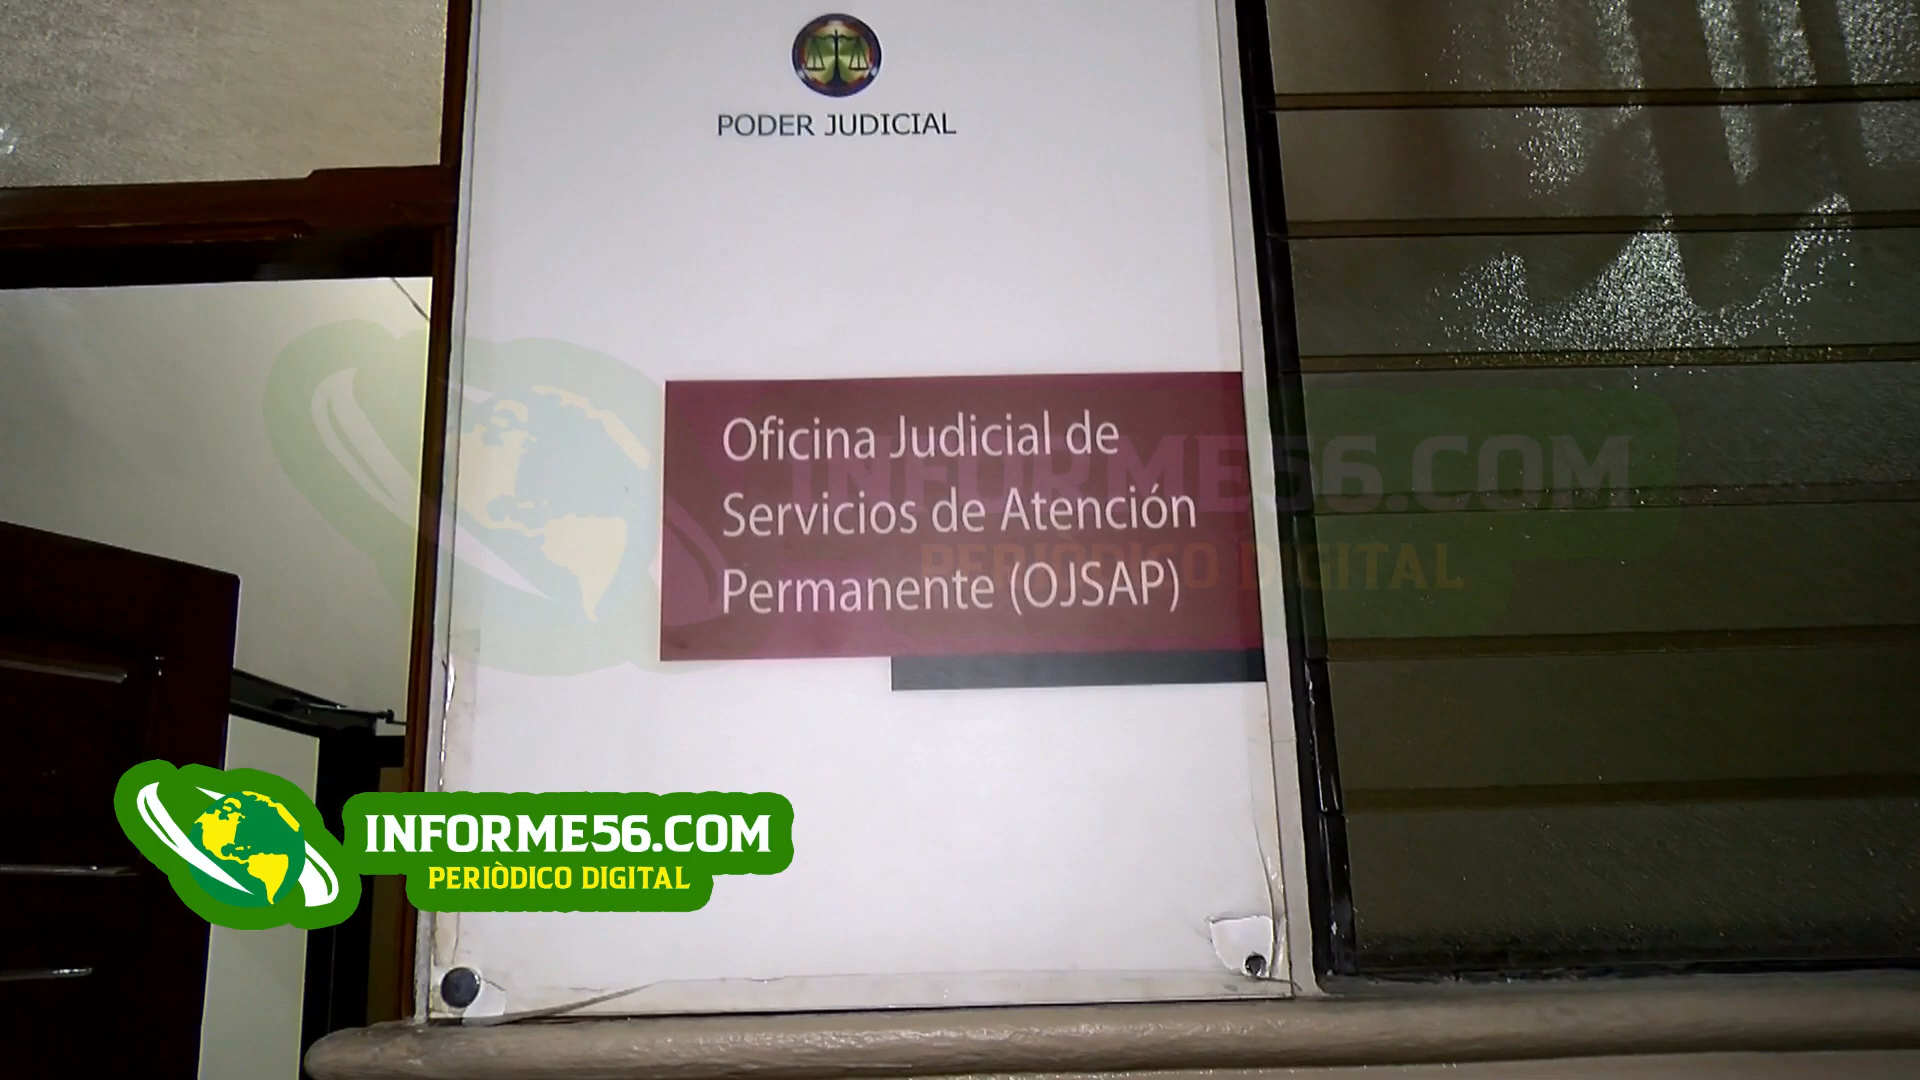 PODER JUDICIAL
Oficina Judicial de
Servicios de Atención
Permanente (OJSAP)
INFORME56.COM
PERIÒDICO DIGITAL
INFORME56.COM
PERIÒDICO DIGITAL